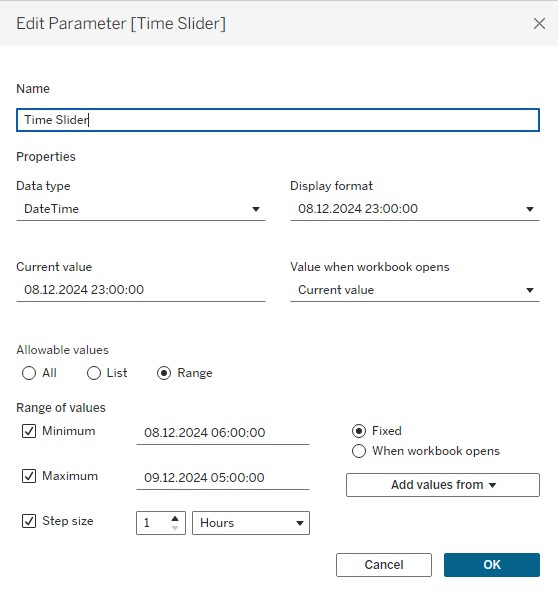 Edit Parameter [Time Slider]
Name
Time Slider
Properties
Data type
Display format
DateTime
08.12.2024 23:00:00
Current value
Value when workbook opens
08.12.2024 23:00:00
Current value
Allowable values
All
List
Range
Range of values
Minimum
08.12.2024 06:00:00
Fixed
When workbook opens
Maximum
09.12.2024 05:00:00
Add values from
Step size
1
Hours
Cancel
OK